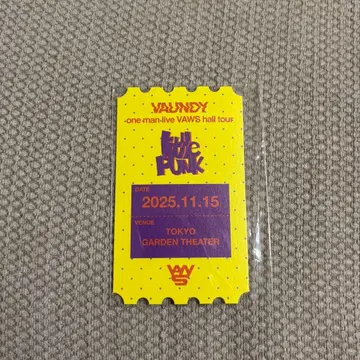 VAUNDY
one man live VAWS hall tour
little
PUNK
DATE
2025.11.15
VENUE
TOKYO
GARDEN THEATER
VAWS